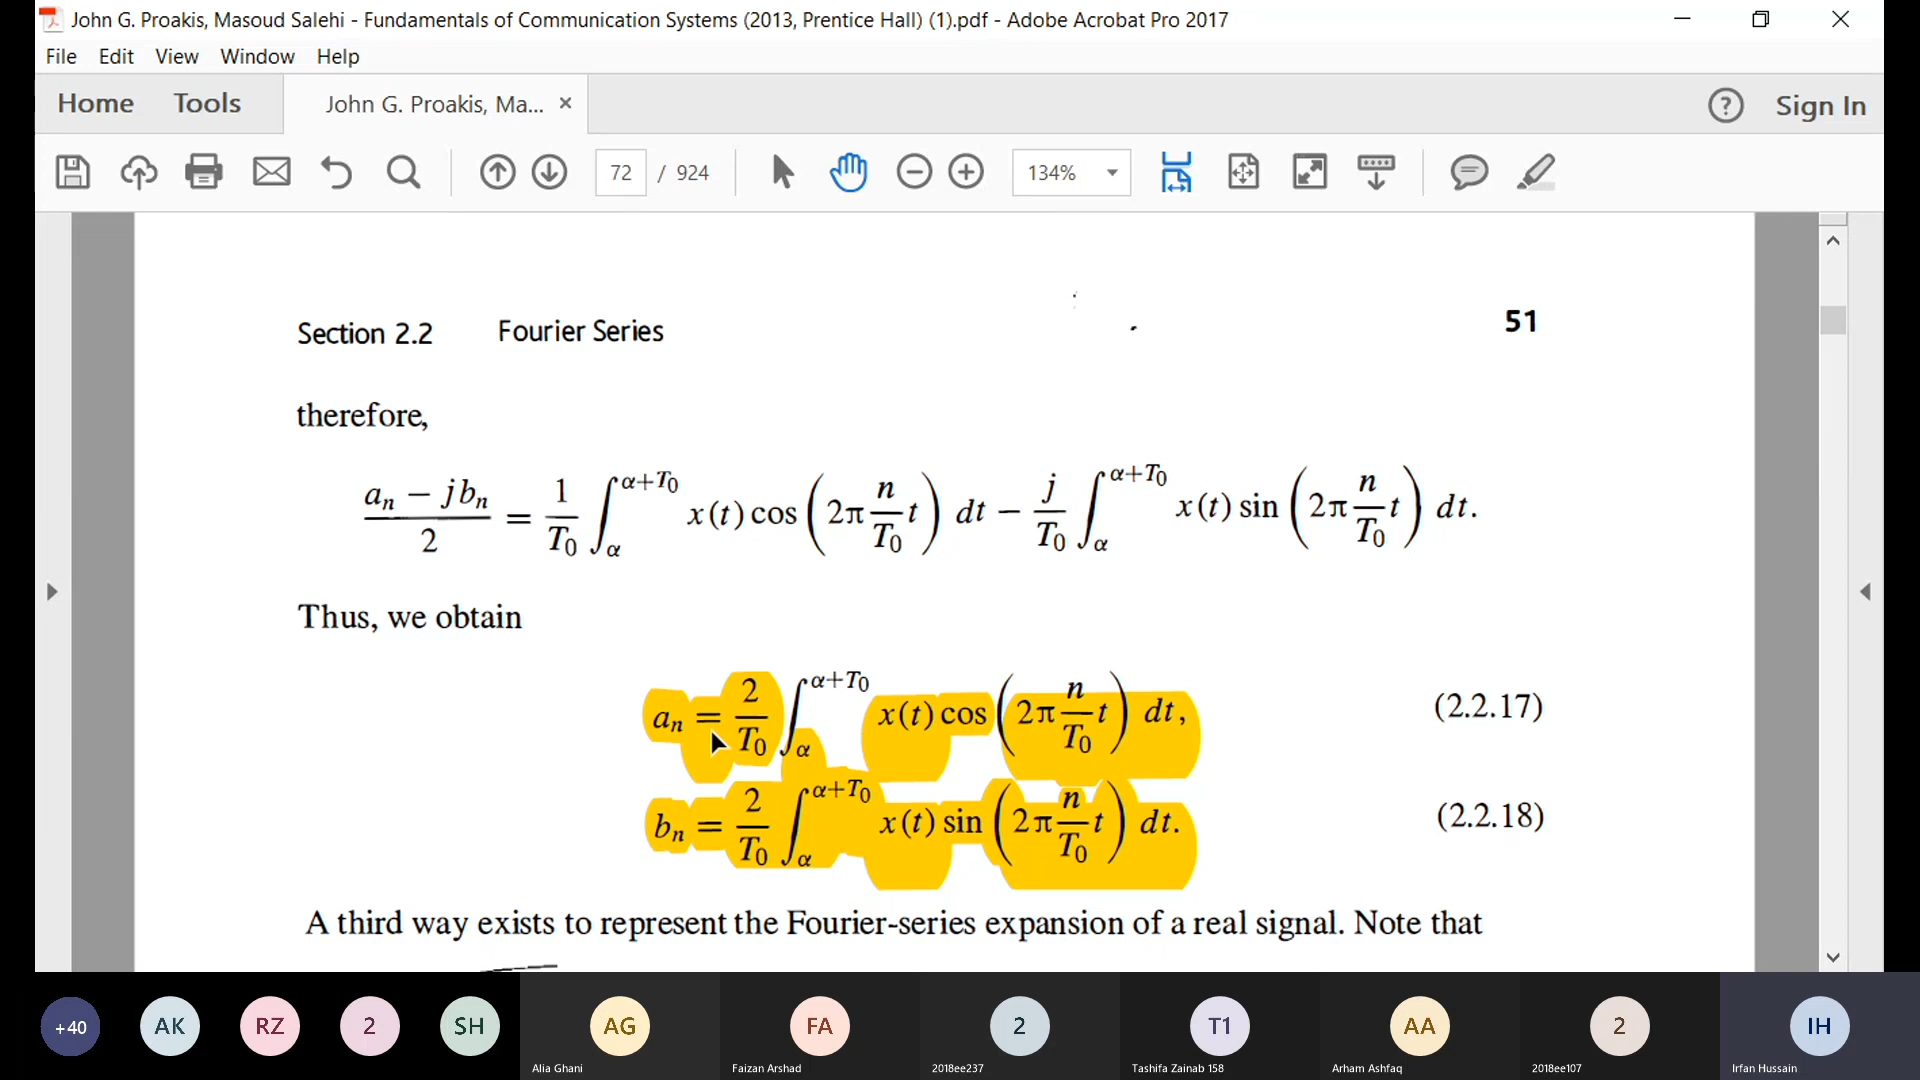 John G. Proakis, Masoud Salehi - Fundamentals of Communication Systems (2013, Prentice Hall) (1).pdf - Adobe Acrobat Pro 2017
File Edit View Window Help
Home Tools John G. Proakis, Ma... × ? Sign In
72 / 924 134%
Section 2.2 Fourier Series 51
therefore,
(a_n − jb_n)/2 = 1/T_0 ∫_α^{α+T_0} x(t) cos (2π n/T_0 t) dt − j/T_0 ∫_α^{α+T_0} x(t) sin (2π n/T_0 t) dt.
Thus, we obtain
a_n = 2/T_0 ∫_α^{α+T_0} x(t) cos (2π n/T_0 t) dt, (2.2.17)
b_n = 2/T_0 ∫_α^{α+T_0} x(t) sin (2π n/T_0 t) dt. (2.2.18)
A third way exists to represent the Fourier-series expansion of a real signal. Note that
+40 AK RZ 2 SH AG FA 2 T1 AA 2 IH
Alia Ghani Faizan Arshad 2018ee237 Tashifa Zainab 158 Arham Ashfaq 2018ee107 Irfan Hussain